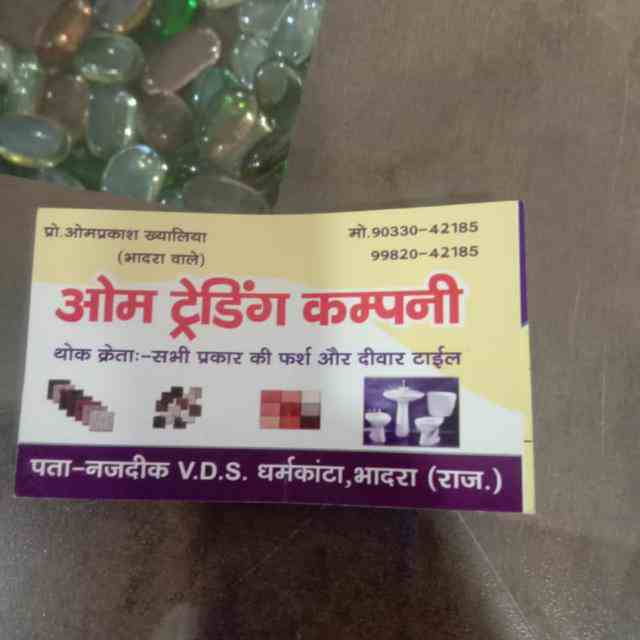 प्रो.ओमप्रकाश ख्यालिया
(भादरा वाले)
मो.90330-42185
99820-42185
ओम ट्रेडिंग कम्पनी
थोक क्रेताः-सभी प्रकार की फर्श और दीवार टाईल
पता-नजदीक V.D.S. धर्मकांटा,भादरा (राज.)